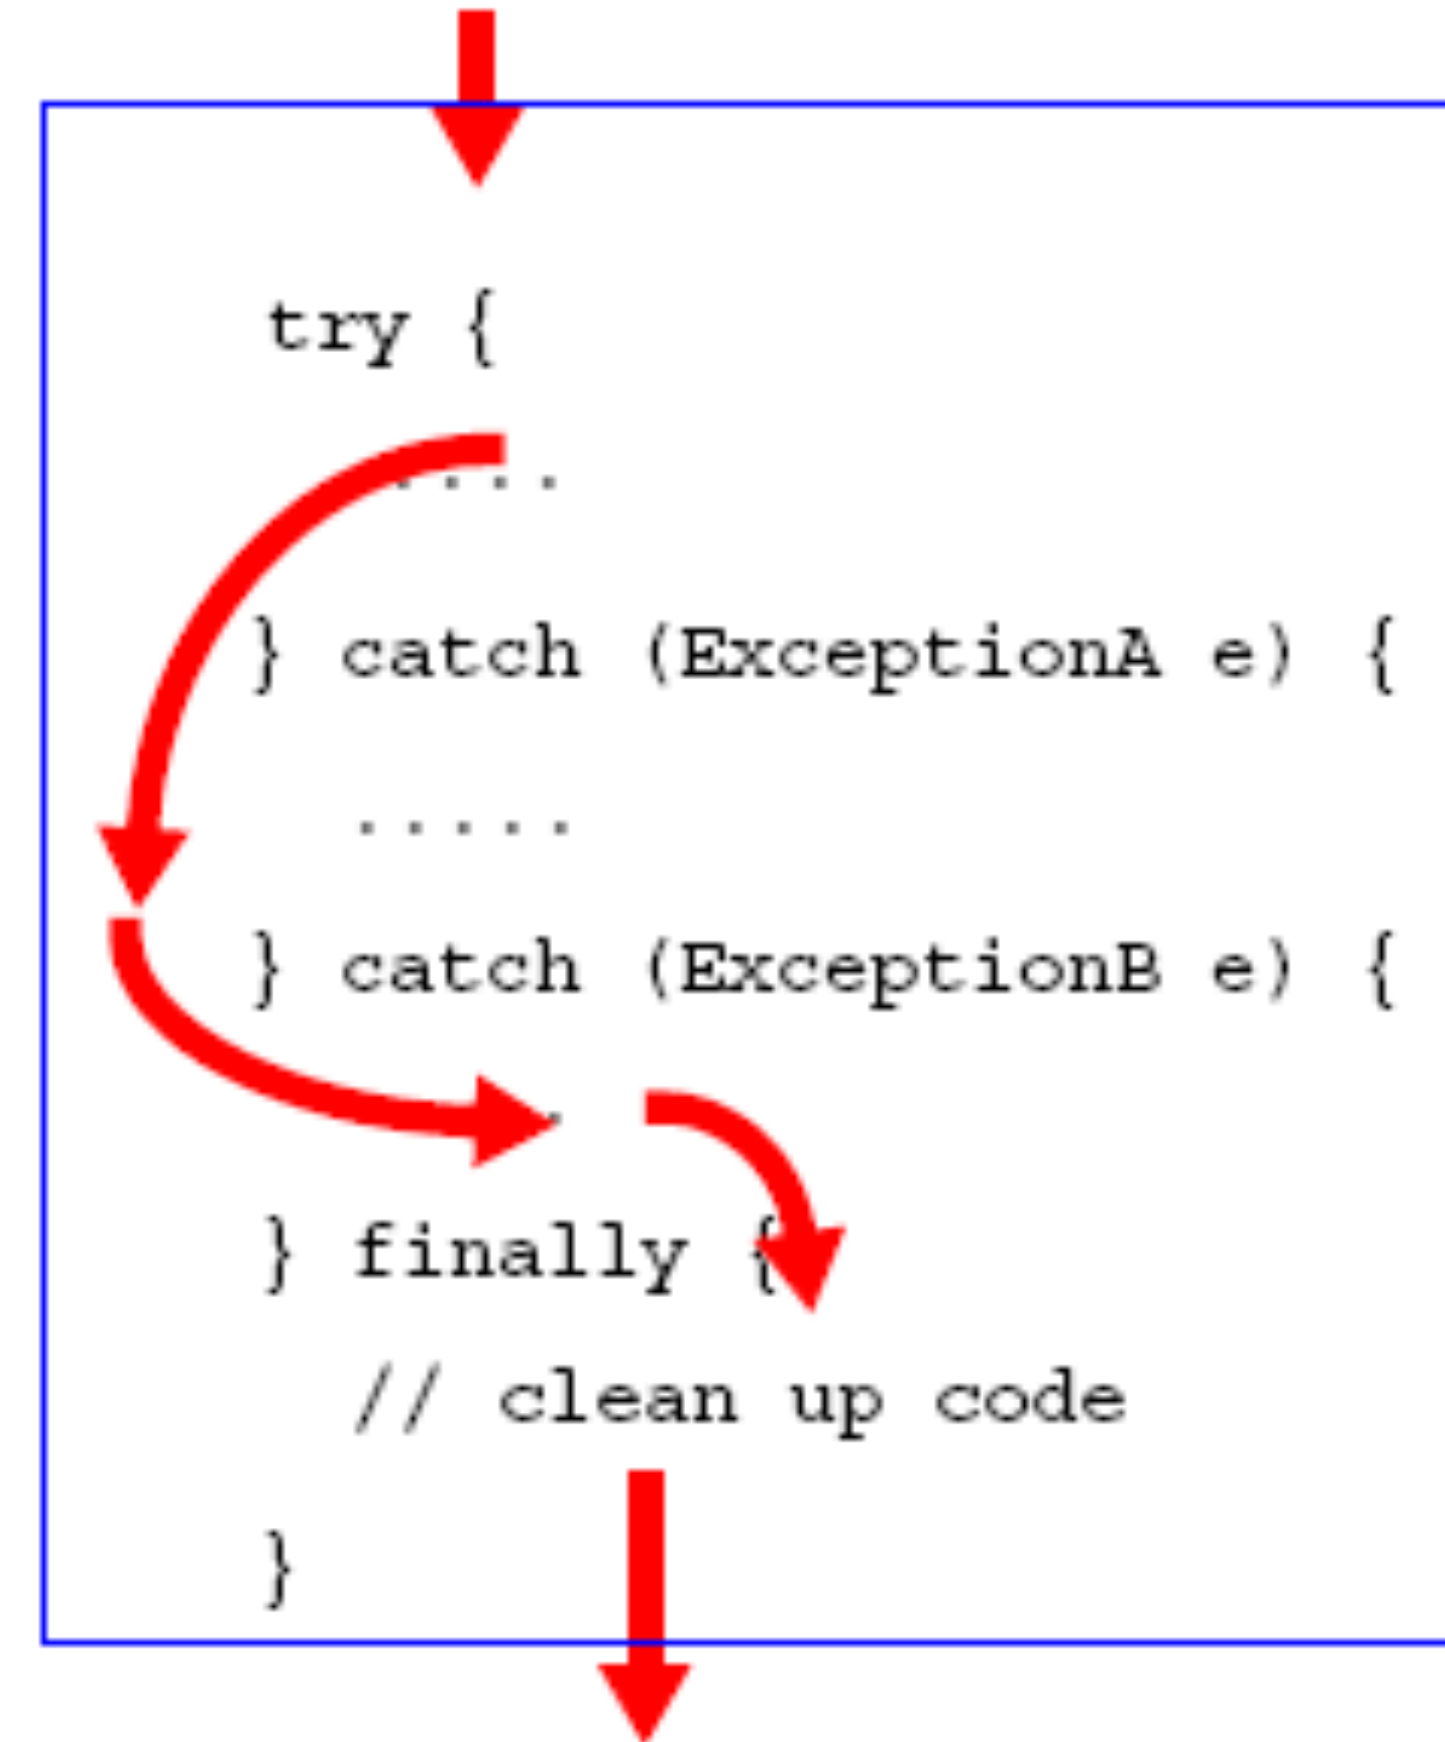 try {
....
} catch (ExceptionA e) {
.....
} catch (ExceptionB e) {
.
} finally {
// clean up code
}